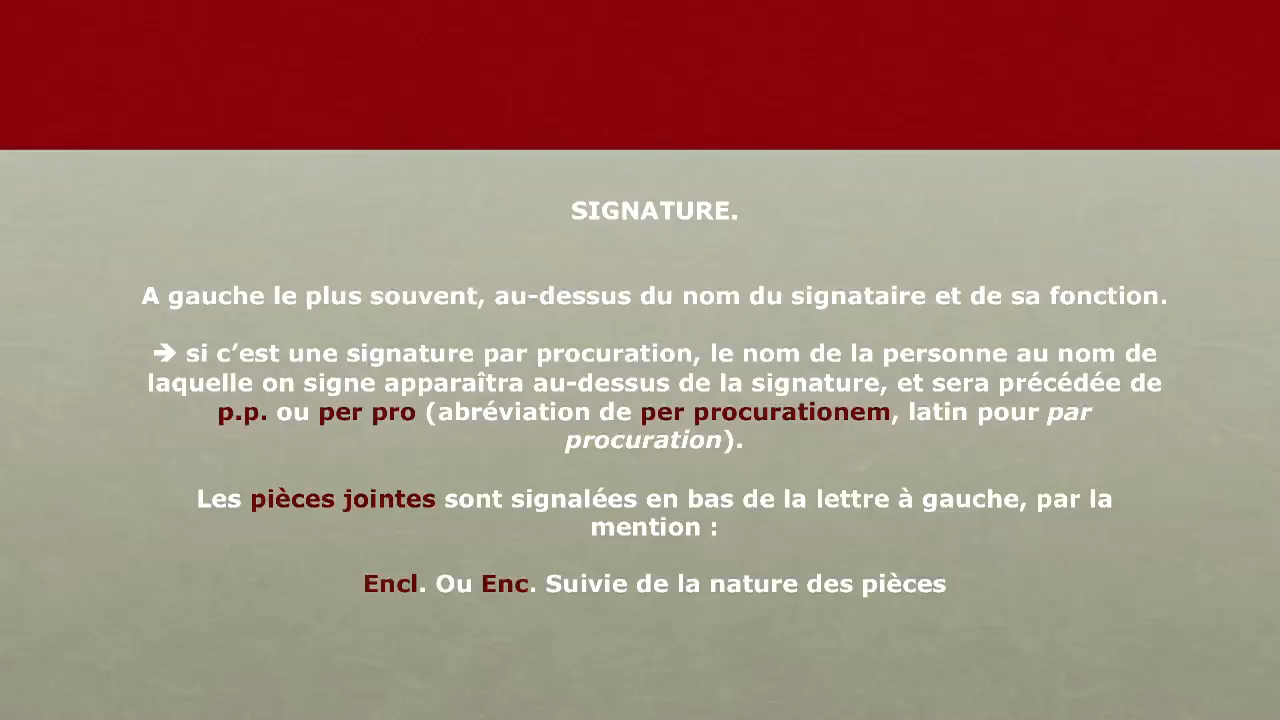 SIGNATURE.
A gauche le plus souvent, au-dessus du nom du signataire et de sa fonction.
➔ si c’est une signature par procuration, le nom de la personne au nom de
laquelle on signe apparaîtra au-dessus de la signature, et sera précédée de
p.p. ou per pro (abréviation de per procurationem, latin pour par
procuration).
Les pièces jointes sont signalées en bas de la lettre à gauche, par la
mention :
Encl. Ou Enc. Suivie de la nature des pièces